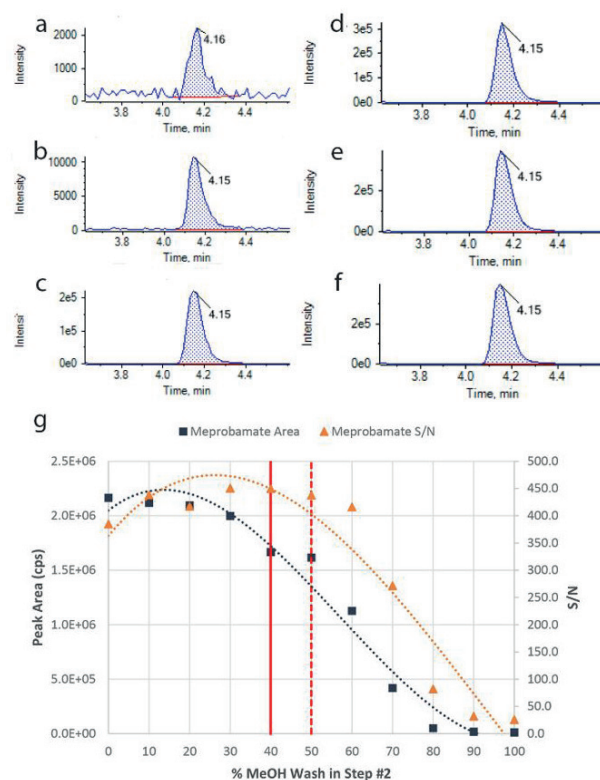 a
2000
1000
0
Intensity
4.16
3.8 4.0 4.2 4.4
Time, min
b
10000
5000
0
Intensity
4.15
3.8 4.0 4.2 4.4
Time, min
c
2e5
1e5
0e0
Intensi
4.15
3.8 4.0 4.2 4.4
Time, min
d
3e5
2e5
1e5
0e0
Intensity
4.15
3.8 4.0 4.2 4.4
Time, min
e
2e5
0e0
Intensity
4.15
3.8 4.0 4.2 4.4
Time, min
f
2e5
0e0
Intensity
4.15
3.8 4.0 4.2 4.4
Time, min
g
Meprobamate Area Meprobamate S/N
2.5E+06
2.0E+06
1.5E+06
1.0E+06
5.0E+05
0.0E+00
Peak Area (cps)
500.0
450.0
400.0
350.0
300.0
250.0
200.0
150.0
100.0
50.0
0.0
S/N
0 10 20 30 40 50 60 70 80 90 100
% MeOH Wash in Step #2